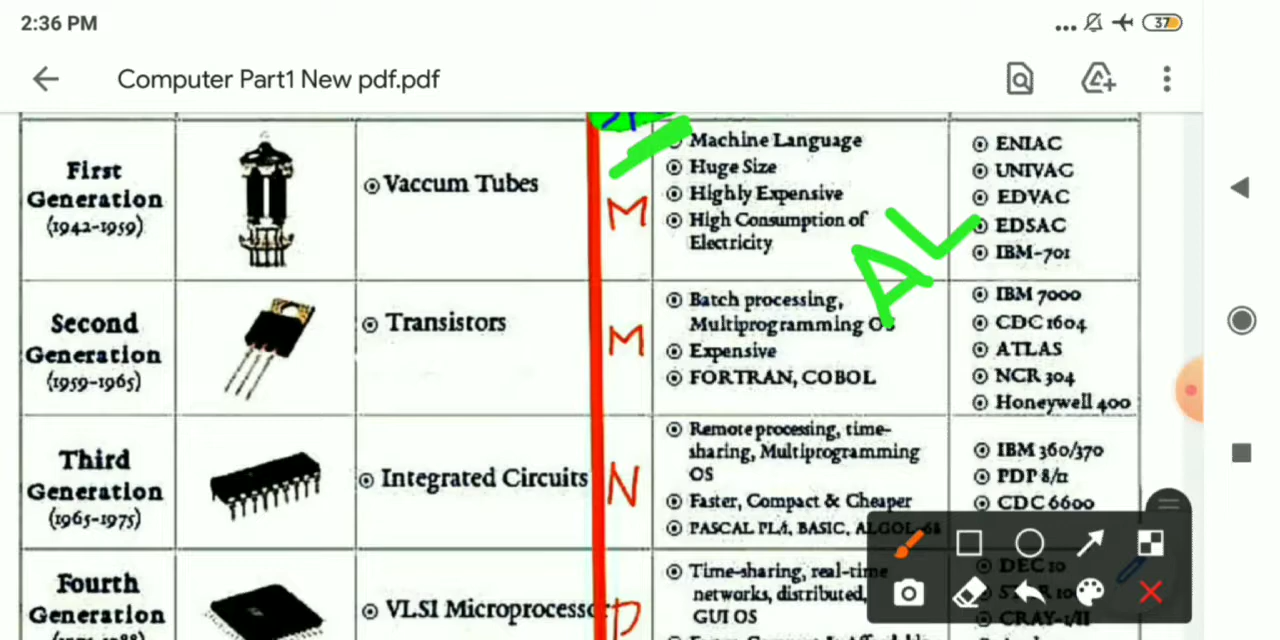 2:36 PM
37
Computer Part1 New pdf.pdf
First
Generation
(1942-1959)
Vaccum Tubes
M
Machine Language
Huge Size
Highly Expensive
High Consumption of
Electricity
AL
ENIAC
UNIVAC
EDVAC
EDSAC
IBM-701
Second
Generation
(1959-1965)
Transistors
M
Batch processing,
Multiprogramming OS
Expensive
FORTRAN, COBOL
IBM 7000
CDC 1604
ATLAS
NCR 304
Honeywell 400
Third
Generation
(1965-1975)
Integrated Circuits
N
Remote processing, time-
sharing, Multiprogramming
OS
Faster, Compact & Cheaper
PASCAL PL/1, BASIC, ALGOL-68
IBM 360/370
PDP 8/11
CDC 6600
Fourth
Generation
VLSI Microprocessor
Time-sharing, real-time
networks, distributed,
GUI OS
DEC 10
CRAY-I/II